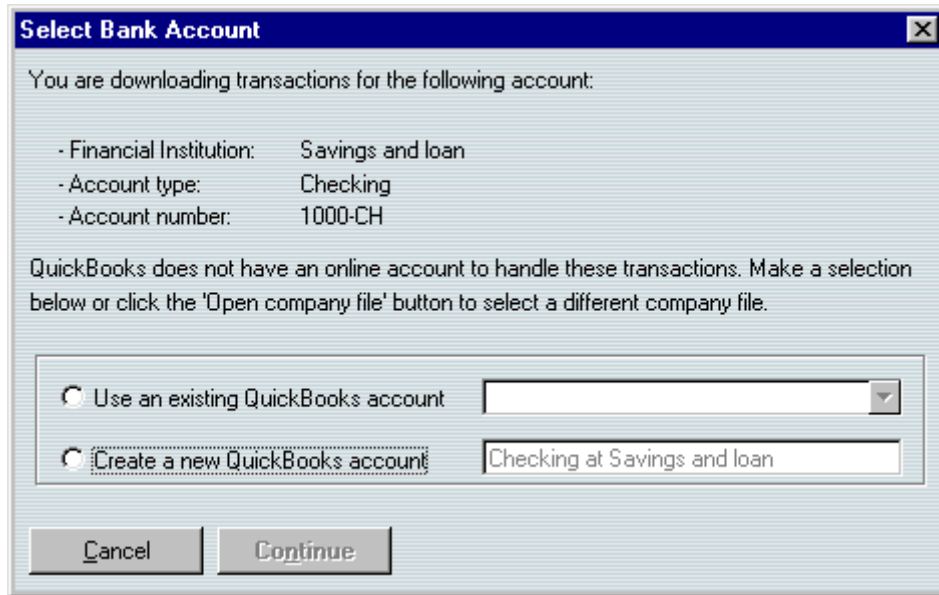 Select Bank Account
You are downloading transactions for the following account:
- Financial Institution: Savings and loan
- Account type: Checking
- Account number: 1000-CH
QuickBooks does not have an online account to handle these transactions. Make a selection
below or click the 'Open company file' button to select a different company file.
Use an existing QuickBooks account
Create a new QuickBooks account Checking at Savings and loan
Cancel Continue